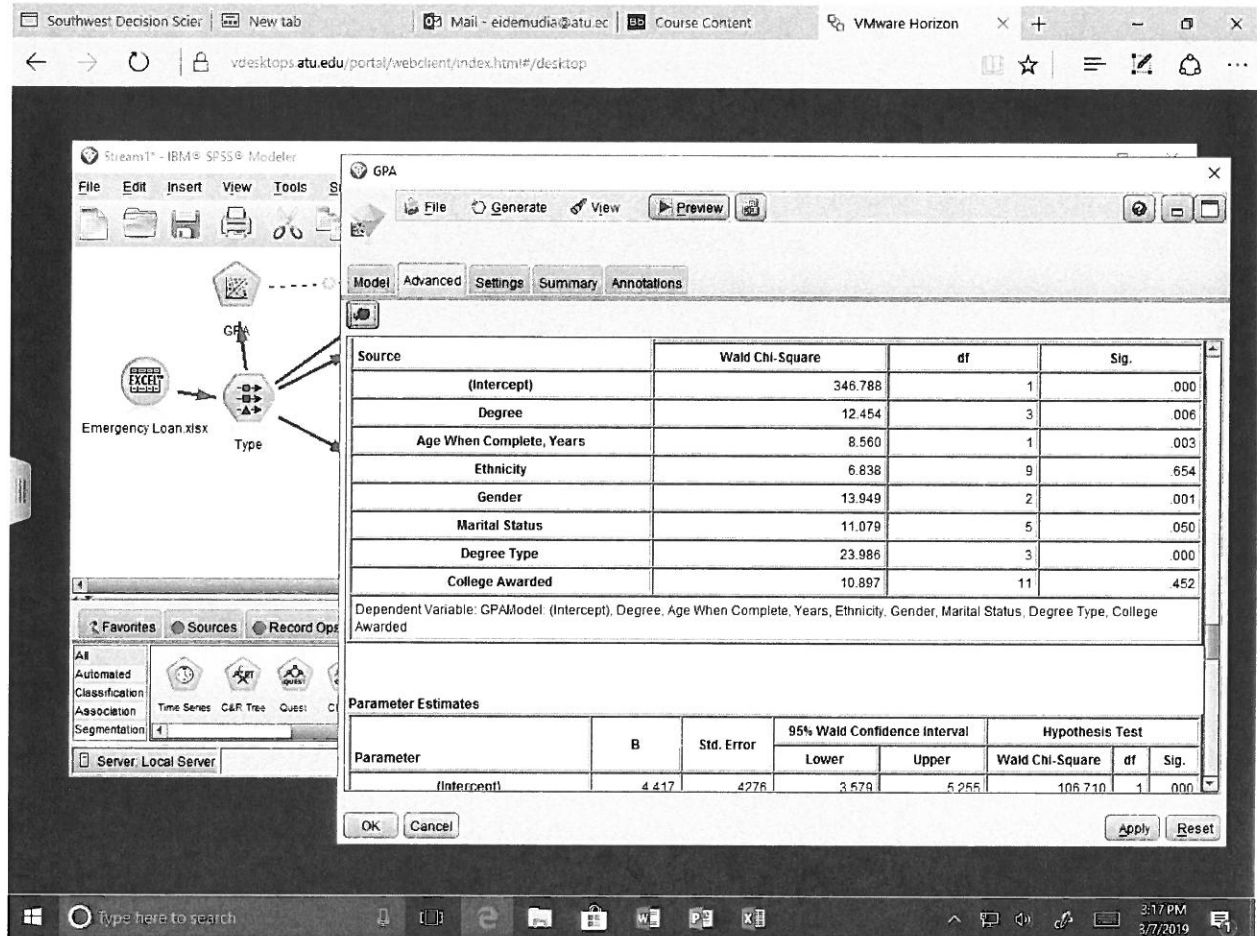 Southwest Decision Scier
New tab
Mail - eidemudia@atu.ec
Course Content
VMware Horizon
vdesktops.atu.edu/portal/webclient/index.html#/desktop
Stream1* - IBM® SPSS® Modeler
File Edit Insert View Tools
GPA
EXCEL
Emergency Loan.xlsx
Type
Favorites Sources Record Ops
All
Automated
Classification
Association
Segmentation
Time Series C&R Tree Quest
Server: Local Server
GPA
File Generate View Preview
Model Advanced Settings Summary Annotations
Source Wald Chi-Square df Sig.
(Intercept) 346.788 1 .000
Degree 12.454 3 .006
Age When Complete, Years 8.560 1 .003
Ethnicity 6.838 9 .654
Gender 13.949 2 .001
Marital Status 11.079 5 .050
Degree Type 23.986 3 .000
College Awarded 10.897 11 .452
Dependent Variable: GPAModel: (Intercept), Degree, Age When Complete, Years, Ethnicity, Gender, Marital Status, Degree Type, College
Awarded
Parameter Estimates
Parameter B Std. Error 95% Wald Confidence Interval Hypothesis Test
Lower Upper Wald Chi-Square df Sig.
(Intercept) 4.417 .4276 3.579 5.255 106.710 1 .000
OK Cancel Apply Reset
Type here to search
3:17 PM
3/7/2019